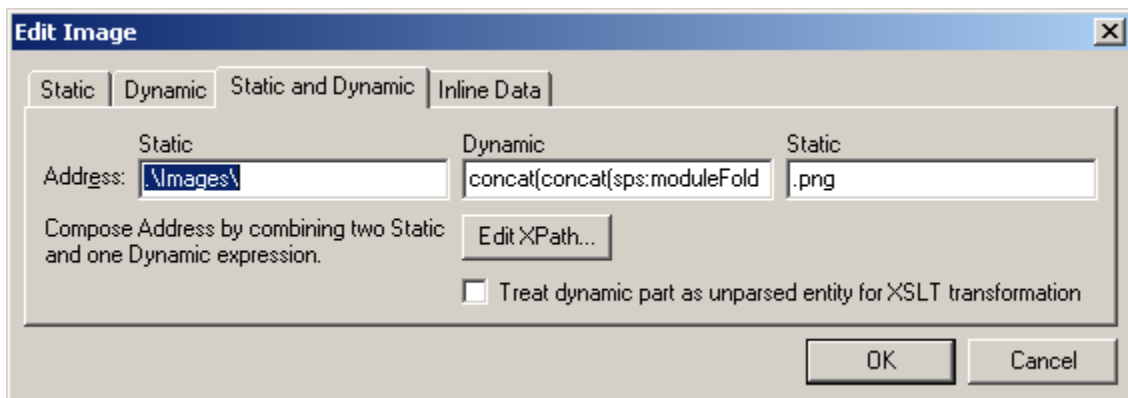 Edit Image
Static Dynamic Static and Dynamic Inline Data
Static Dynamic Static
Address: .\Images\ concat(concat(sps:moduleFold .png
Compose Address by combining two Static
and one Dynamic expression.
Edit XPath...
Treat dynamic part as unparsed entity for XSLT transformation
OK Cancel